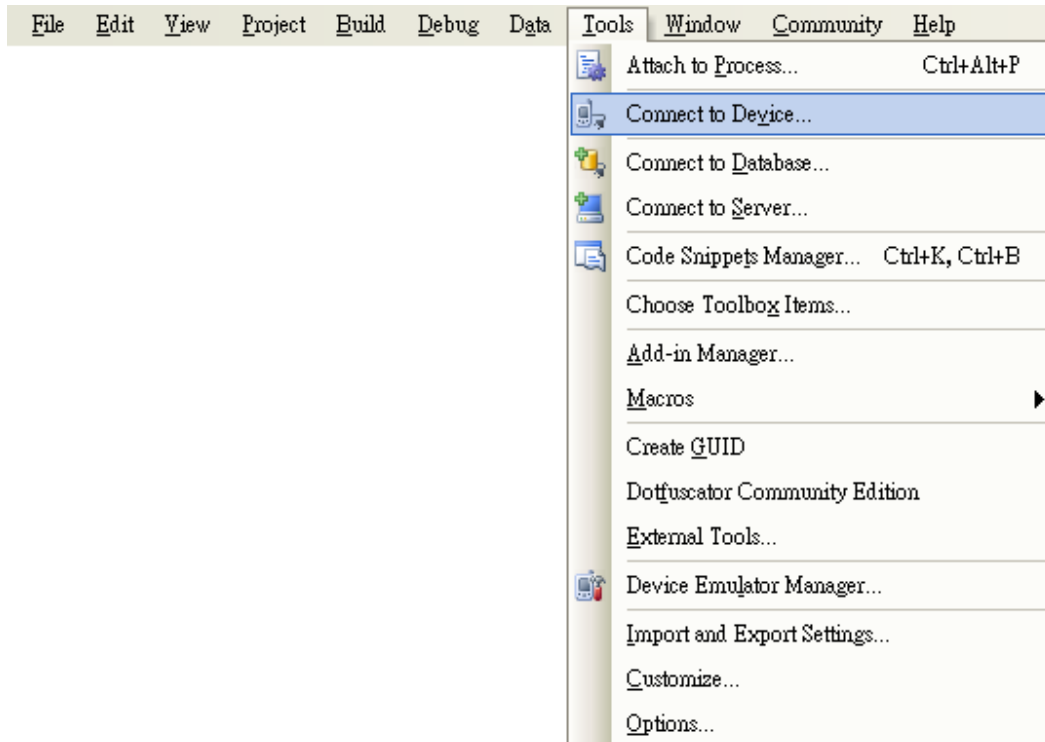 File Edit View Project Build Debug Data Tools Window Community Help
Attach to Process... Ctrl+Alt+P
Connect to Device...
Connect to Database...
Connect to Server...
Code Snippets Manager... Ctrl+K, Ctrl+B
Choose Toolbox Items...
Add-in Manager...
Macros
Create GUID
Dotfuscator Community Edition
External Tools...
Device Emulator Manager...
Import and Export Settings...
Customize...
Options...